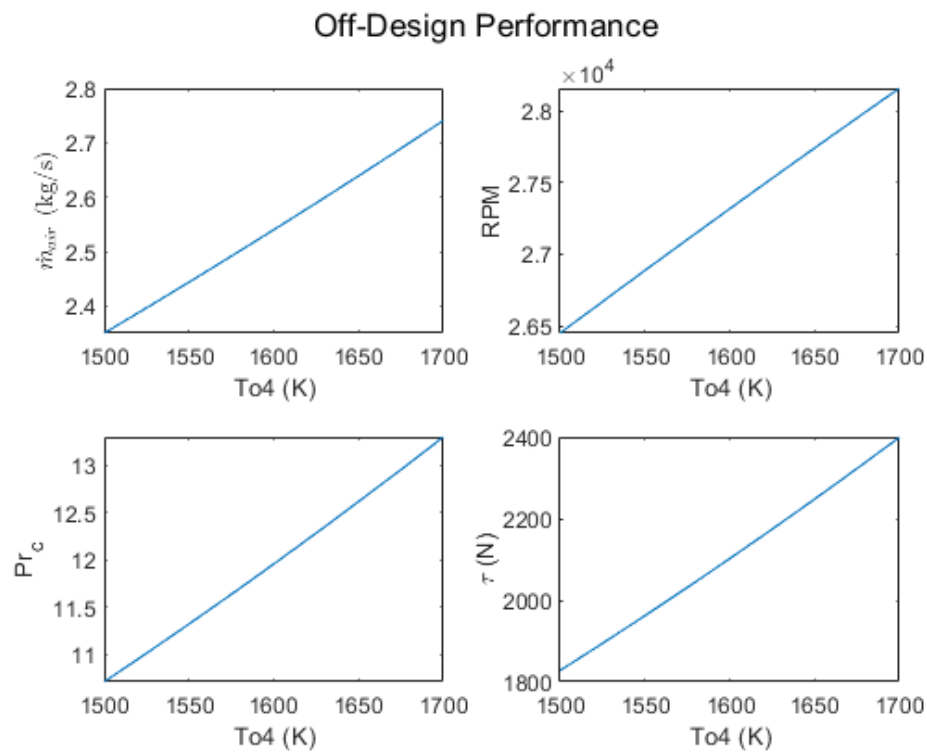 Off-Design Performance
2.8
2.7
2.6
2.5
2.4
ṁ_air (kg/s)
1500 1550 1600 1650 1700
To4 (K)
×10^4
2.8
2.75
2.7
2.65
RPM
1500 1550 1600 1650 1700
To4 (K)
13
12.5
12
11.5
11
Pr_c
1500 1550 1600 1650 1700
To4 (K)
2400
2200
2000
1800
τ (N)
1500 1550 1600 1650 1700
To4 (K)